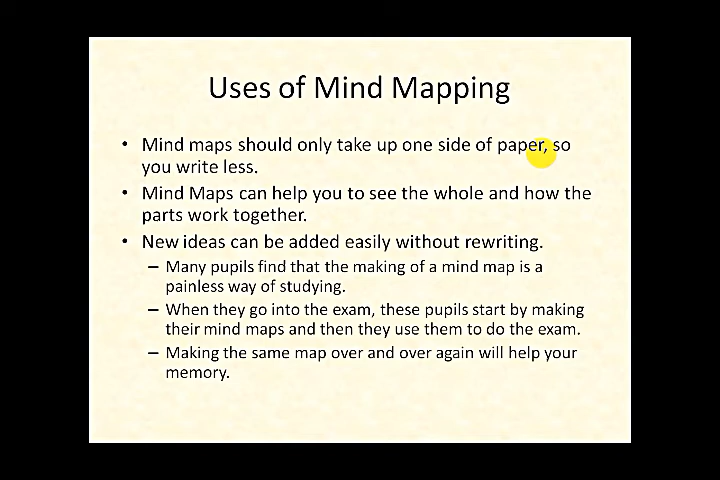 Uses of Mind Mapping
• Mind maps should only take up one side of paper, so
you write less.
• Mind Maps can help you to see the whole and how the
parts work together.
• New ideas can be added easily without rewriting.
– Many pupils find that the making of a mind map is a
painless way of studying.
– When they go into the exam, these pupils start by making
their mind maps and then they use them to do the exam.
– Making the same map over and over again will help your
memory.